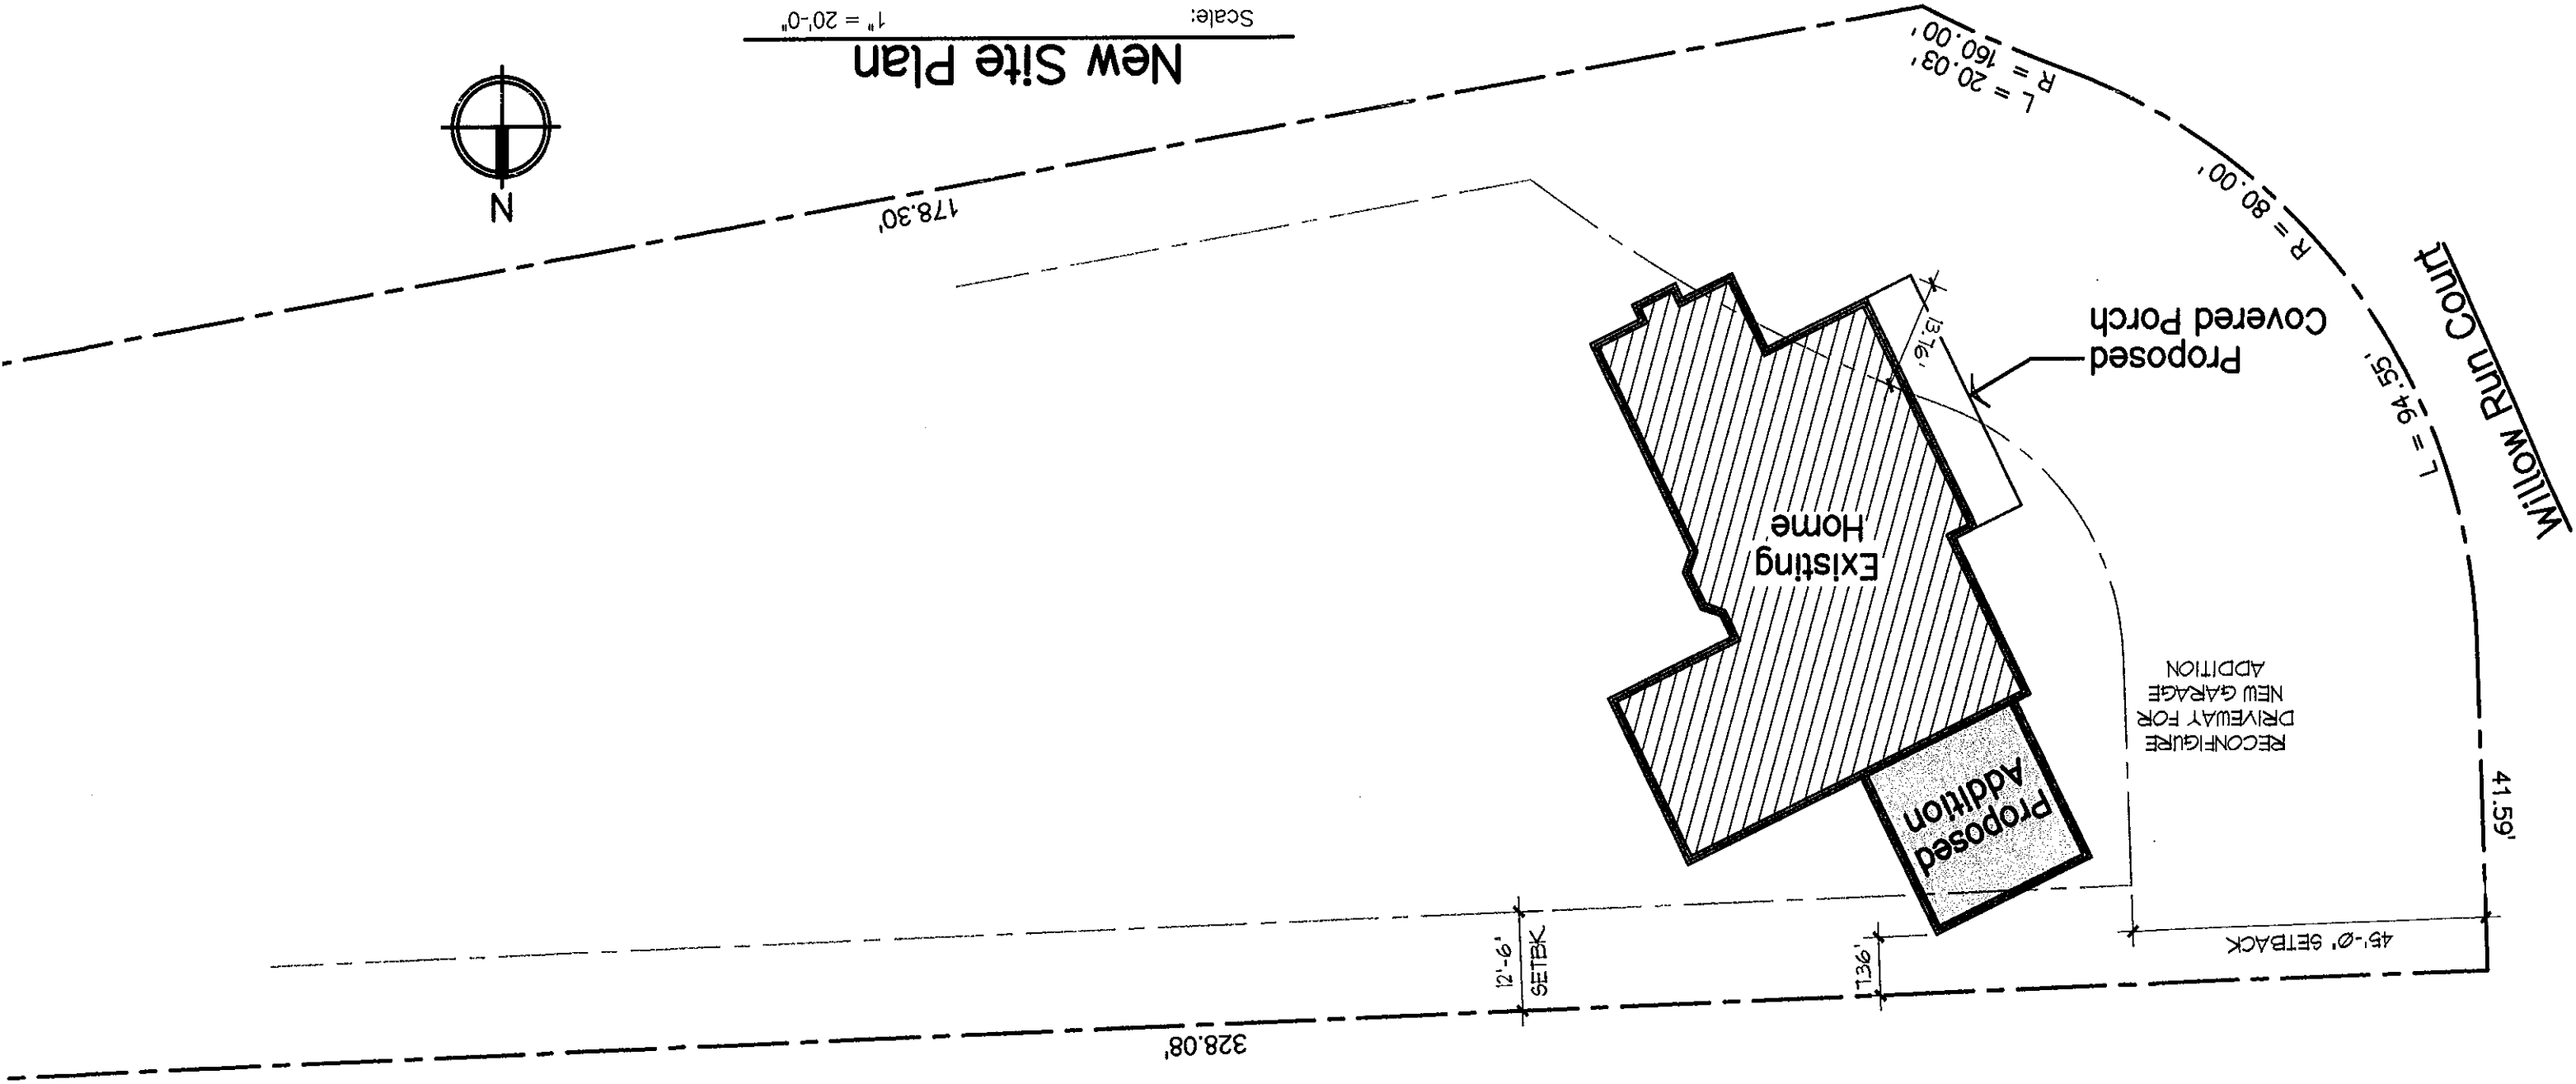 328.08'
45'-0" SETBACK
7.36'
12'-6"
SETBK
41.59'
Proposed
Addition
RECONFIGURE
DRIVEWAY FOR
NEW GARAGE
ADDITION
Existing
Home
Willow Run Court
L = 94.55'
R = 80.00'
Proposed
Covered Porch
13.76'
L = 20.03'
R = 160.00'
178.30'
N
New Site Plan
Scale: 1" = 20'-0"